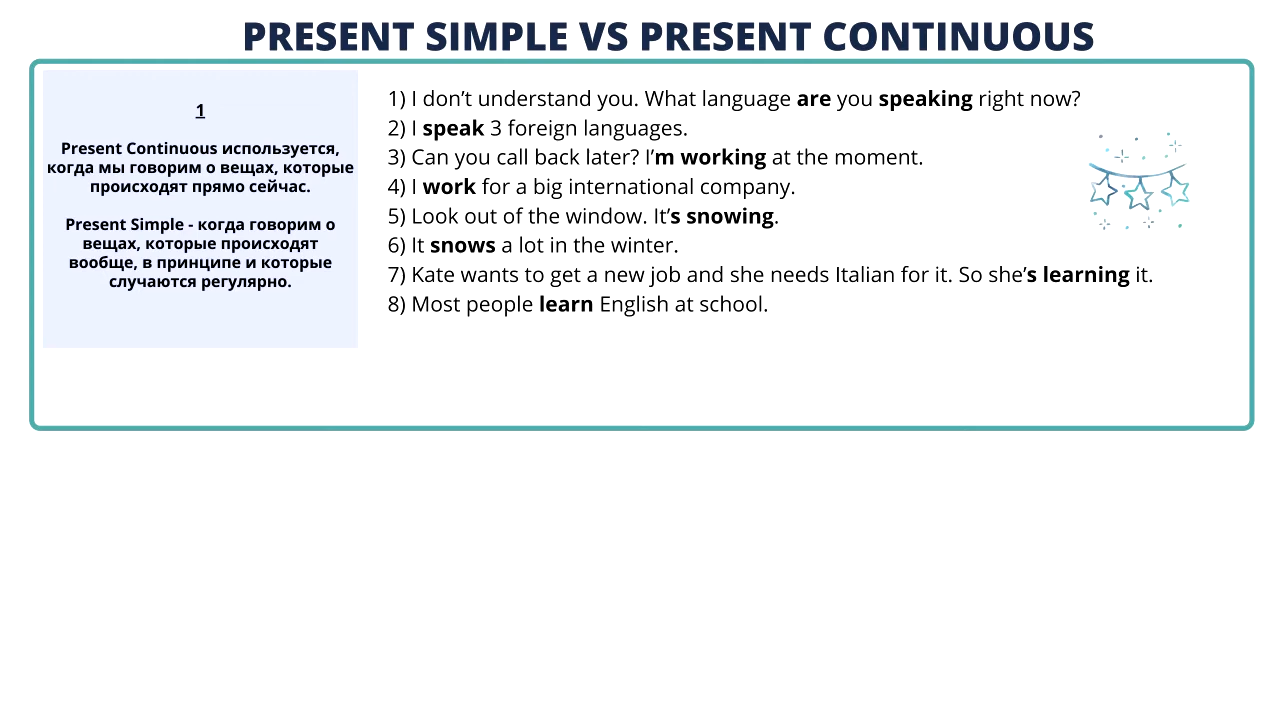 PRESENT SIMPLE VS PRESENT CONTINUOUS
1
Present Continuous используется,
когда мы говорим о вещах, которые
происходят прямо сейчас.
Present Simple - когда говорим о
вещах, которые происходят
вообще, в принципе и которые
случаются регулярно.
1) I don’t understand you. What language are you speaking right now?
2) I speak 3 foreign languages.
3) Can you call back later? I’m working at the moment.
4) I work for a big international company.
5) Look out of the window. It’s snowing.
6) It snows a lot in the winter.
7) Kate wants to get a new job and she needs Italian for it. So she’s learning it.
8) Most people learn English at school.